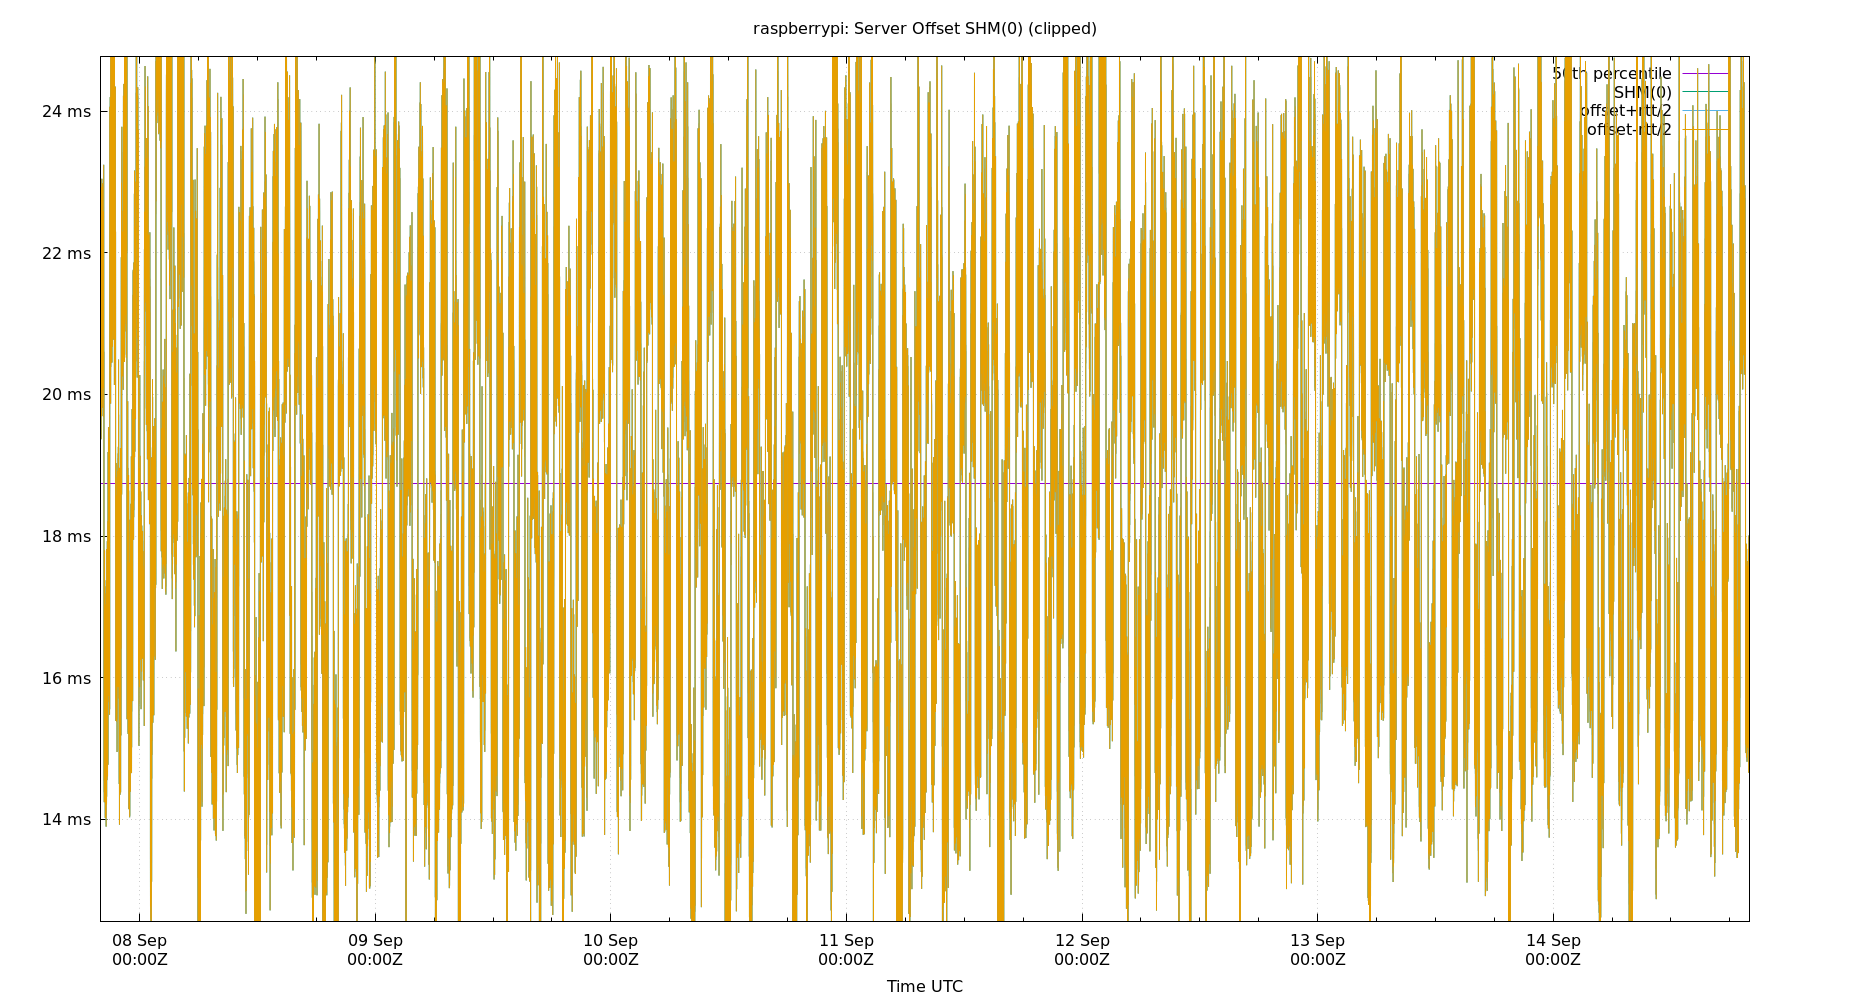 raspberrypi: Server Offset SHM(0) (clipped)
50th percentile
SHM(0)
offset+rtt/2
offset-rtt/2
24 ms
22 ms
20 ms
18 ms
16 ms
14 ms
08 Sep 09 Sep 10 Sep 11 Sep 12 Sep 13 Sep 14 Sep
00:00Z 00:00Z 00:00Z 00:00Z 00:00Z 00:00Z 00:00Z
Time UTC